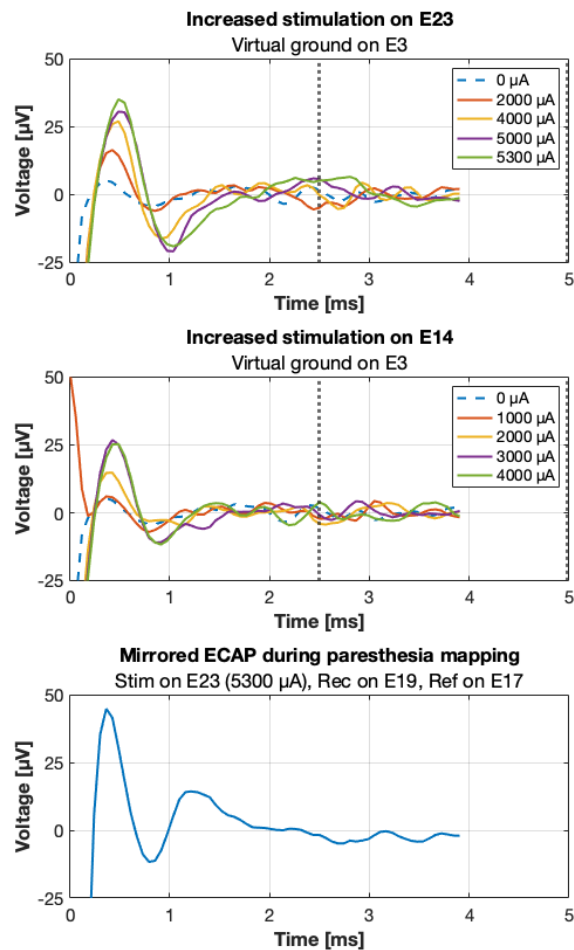 Increased stimulation on E23
Virtual ground on E3
50
25
0
-25
Voltage [µV]
0 µA
2000 µA
4000 µA
5000 µA
5300 µA
0 1 2 3 4 5
Time [ms]
Increased stimulation on E14
Virtual ground on E3
50
25
0
-25
Voltage [µV]
0 µA
1000 µA
2000 µA
3000 µA
4000 µA
0 1 2 3 4 5
Time [ms]
Mirrored ECAP during paresthesia mapping
Stim on E23 (5300 µA), Rec on E19, Ref on E17
50
25
0
-25
Voltage [µV]
0 1 2 3 4 5
Time [ms]